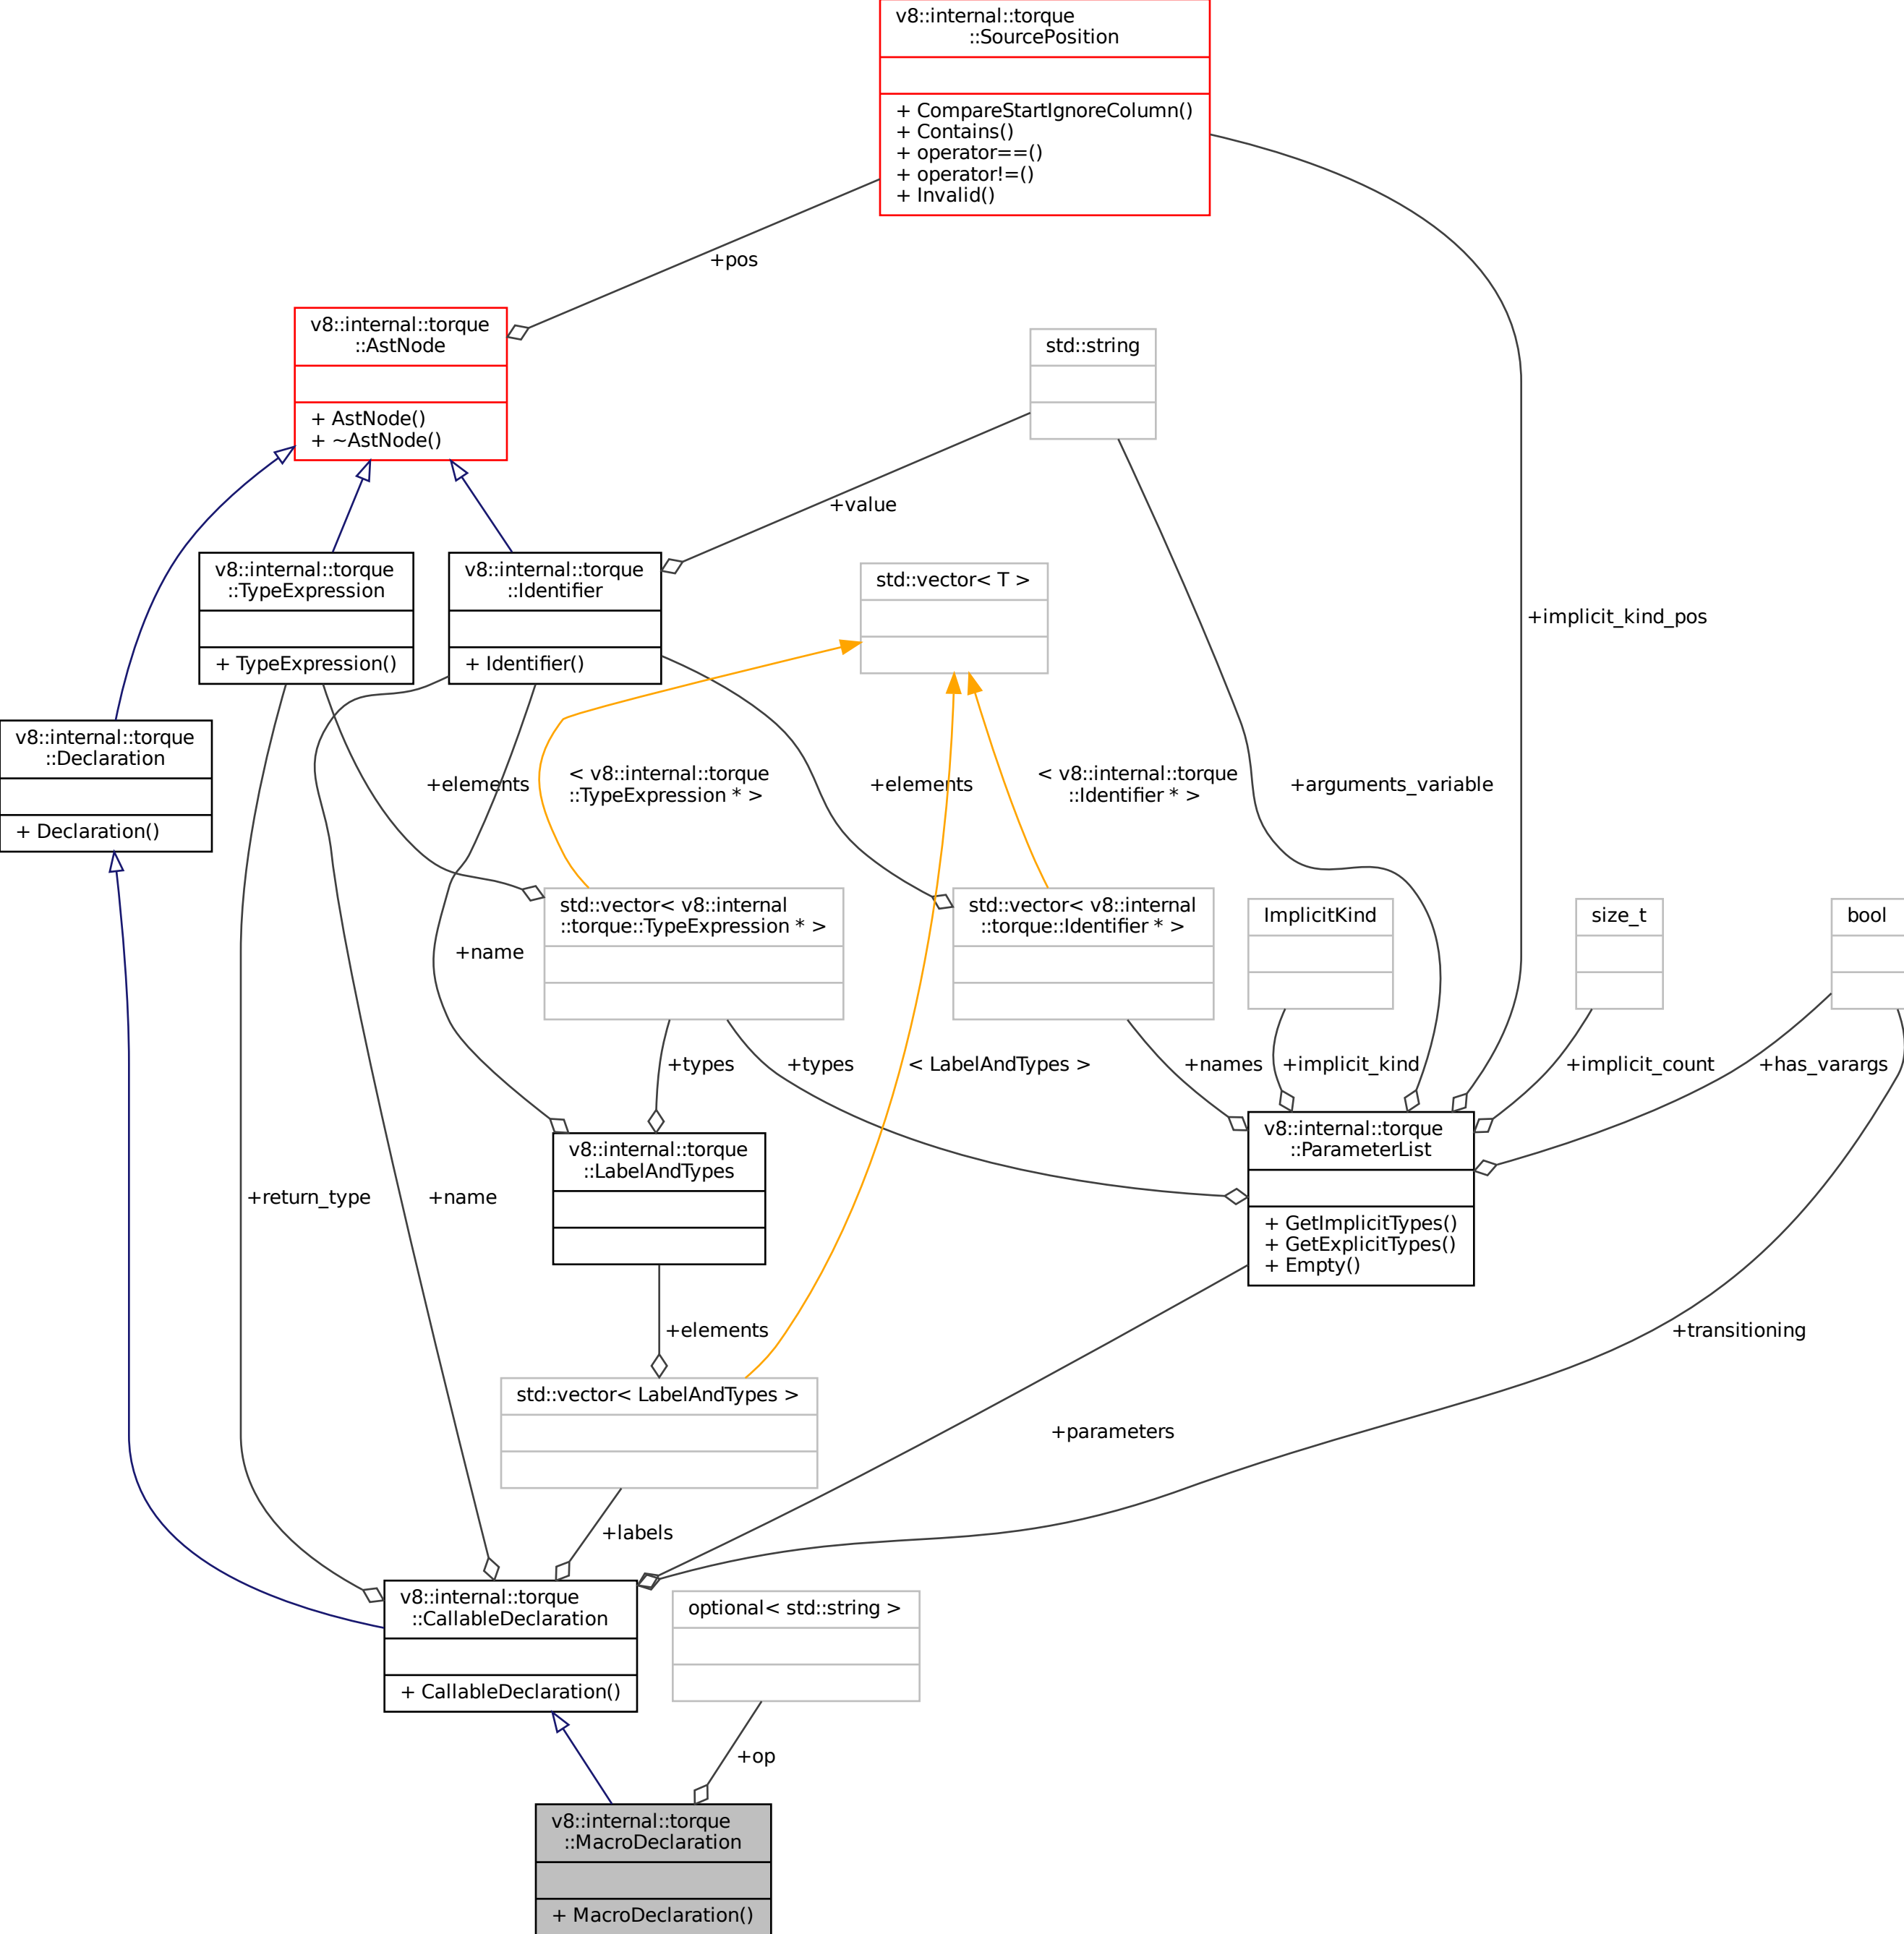 v8::internal::torque
::SourcePosition
+ CompareStartIgnoreColumn()
+ Contains()
+ operator==()
+ operator!=()
+ Invalid()
+pos
v8::internal::torque
::AstNode
+ AstNode()
+ ~AstNode()
std::string
+value
v8::internal::torque
::TypeExpression
+ TypeExpression()
v8::internal::torque
::Identifier
+ Identifier()
std::vector< T >
+implicit_kind_pos
v8::internal::torque
::Declaration
+ Declaration()
+elements
< v8::internal::torque
::TypeExpression * >
+elements
< v8::internal::torque
::Identifier * >
+arguments_variable
+name
std::vector< v8::internal
::torque::TypeExpression * >
std::vector< v8::internal
::torque::Identifier * >
ImplicitKind
size_t
bool
+types
+types
< LabelAndTypes >
+names
+implicit_kind
+implicit_count
+has_varargs
v8::internal::torque
::LabelAndTypes
v8::internal::torque
::ParameterList
+ GetImplicitTypes()
+ GetExplicitTypes()
+ Empty()
+return_type
+name
+elements
+transitioning
std::vector< LabelAndTypes >
+parameters
+labels
v8::internal::torque
::CallableDeclaration
+ CallableDeclaration()
optional< std::string >
+op
v8::internal::torque
::MacroDeclaration
+ MacroDeclaration()